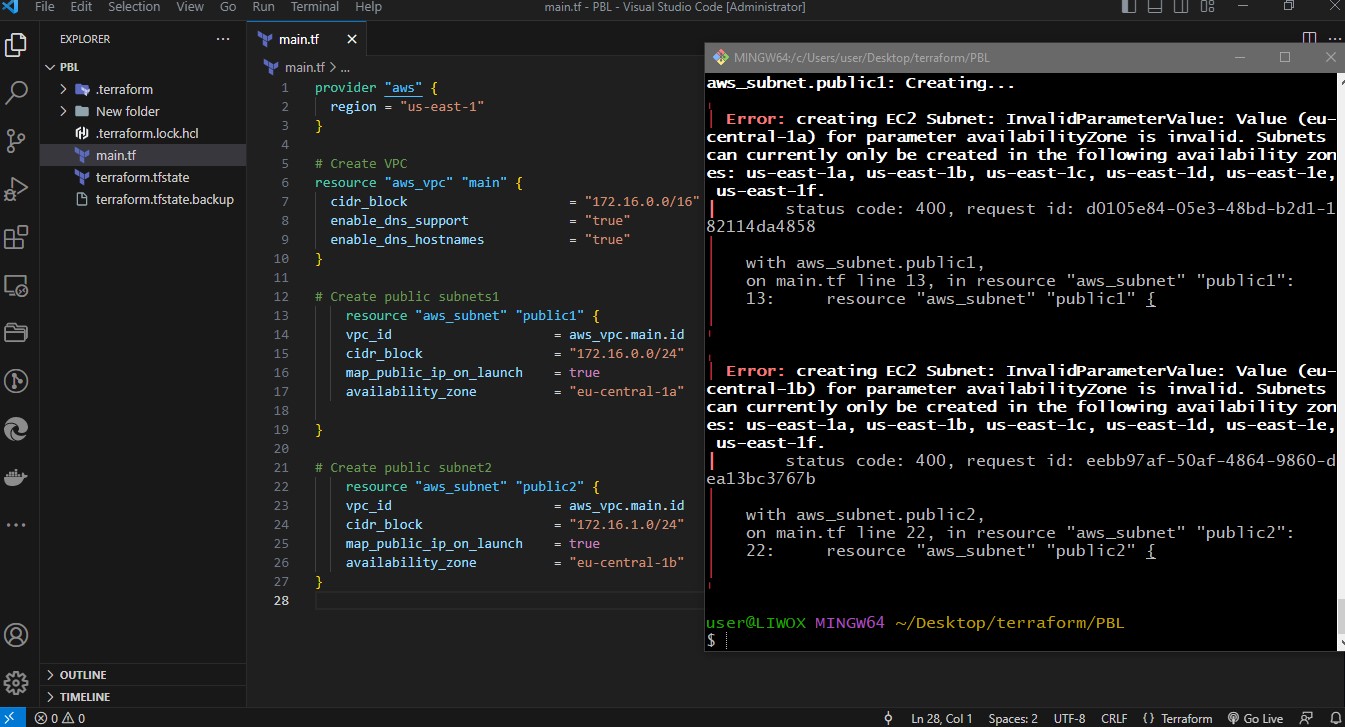 File Edit Selection View Go Run Terminal Help
main.tf - PBL - Visual Studio Code [Administrator]
EXPLORER
PBL
.terraform
New folder
.terraform.lock.hcl
main.tf
terraform.tfstate
terraform.tfstate.backup
OUTLINE
TIMELINE
main.tf
main.tf > ...
1 provider "aws" {
2 region = "us-east-1"
3 }
4
5 # Create VPC
6 resource "aws_vpc" "main" {
7 cidr_block = "172.16.0.0/16"
8 enable_dns_support = "true"
9 enable_dns_hostnames = "true"
10 }
11
12 # Create public subnets1
13 resource "aws_subnet" "public1" {
14 vpc_id = aws_vpc.main.id
15 cidr_block = "172.16.0.0/24"
16 map_public_ip_on_launch = true
17 availability_zone = "eu-central-1a"
18
19 }
20
21 # Create public subnet2
22 resource "aws_subnet" "public2" {
23 vpc_id = aws_vpc.main.id
24 cidr_block = "172.16.1.0/24"
25 map_public_ip_on_launch = true
26 availability_zone = "eu-central-1b"
27 }
28
MINGW64:/c/Users/user/Desktop/terraform/PBL
aws_subnet.public1: Creating...
Error: creating EC2 Subnet: InvalidParameterValue: Value (eu-
central-1a) for parameter availabilityZone is invalid. Subnets
can currently only be created in the following availability zon
es: us-east-1a, us-east-1b, us-east-1c, us-east-1d, us-east-1e,
us-east-1f.
status code: 400, request id: d0105e84-05e3-48bd-b2d1-1
82114da4858
with aws_subnet.public1,
on main.tf line 13, in resource "aws_subnet" "public1":
13: resource "aws_subnet" "public1" {
Error: creating EC2 Subnet: InvalidParameterValue: Value (eu-
central-1b) for parameter availabilityZone is invalid. Subnets
can currently only be created in the following availability zon
es: us-east-1a, us-east-1b, us-east-1c, us-east-1d, us-east-1e,
us-east-1f.
status code: 400, request id: eebb97af-50af-4864-9860-d
ea13bc3767b
with aws_subnet.public2,
on main.tf line 22, in resource "aws_subnet" "public2":
22: resource "aws_subnet" "public2" {
user@LIWOX MINGW64 ~/Desktop/terraform/PBL
$
0 0 Ln 28, Col 1 Spaces: 2 UTF-8 CRLF {} Terraform Go Live